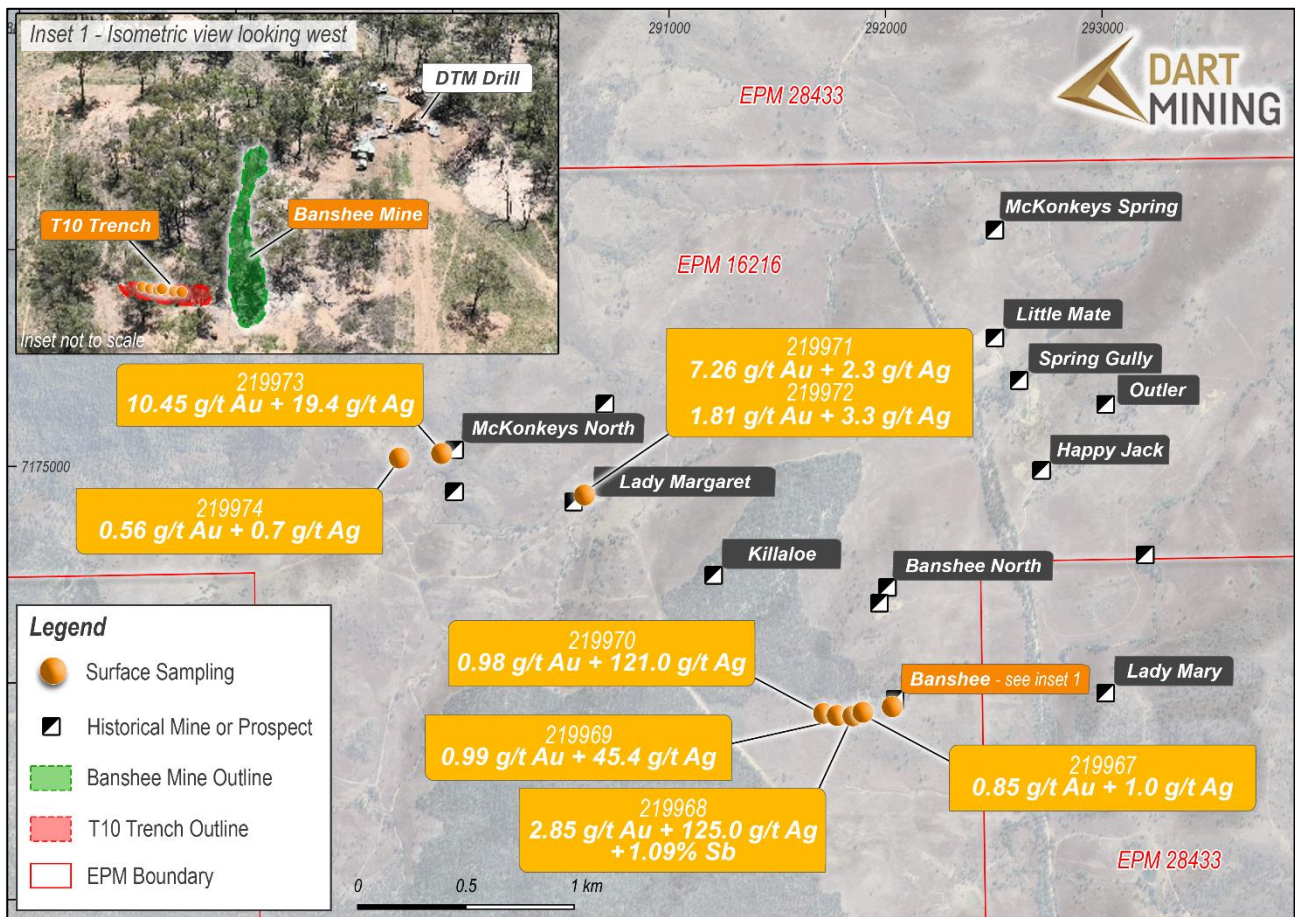 Inset 1 - Isometric view looking west
DTM Drill
Banshee Mine
T10 Trench
Inset not to scale
291000
292000
293000
DART
MINING
EPM 28433
McKonkeys Spring
EPM 16216
Little Mate
Spring Gully
Outler
Happy Jack
219971
7.26 g/t Au + 2.3 g/t Ag
219972
1.81 g/t Au + 3.3 g/t Ag
219973
10.45 g/t Au + 19.4 g/t Ag
McKonkeys North
7175000
Lady Margaret
219974
0.56 g/t Au + 0.7 g/t Ag
Killaloe
Banshee North
219970
0.98 g/t Au + 121.0 g/t Ag
Banshee - see inset 1
Lady Mary
219969
0.99 g/t Au + 45.4 g/t Ag
219967
0.85 g/t Au + 1.0 g/t Ag
219968
2.85 g/t Au + 125.0 g/t Ag
+1.09% Sb
EPM 28433
Legend
Surface Sampling
Historical Mine or Prospect
Banshee Mine Outline
T10 Trench Outline
EPM Boundary
0 0.5 1 km